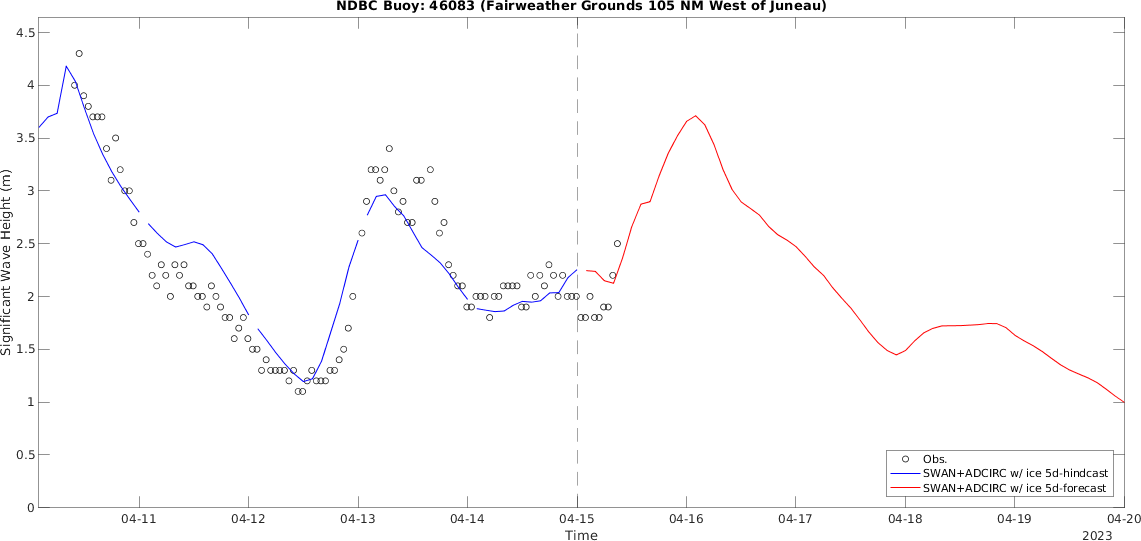 NDBC Buoy: 46083 (Fairweather Grounds 105 NM West of Juneau)
Significant Wave Height (m)
4.5
4
3.5
3
2.5
2
1.5
1
0.5
0
Obs.
SWAN+ADCIRC w/ ice 5d-hindcast
SWAN+ADCIRC w/ ice 5d-forecast
04-11 04-12 04-13 04-14 04-15 04-16 04-17 04-18 04-19 04-20
Time
2023